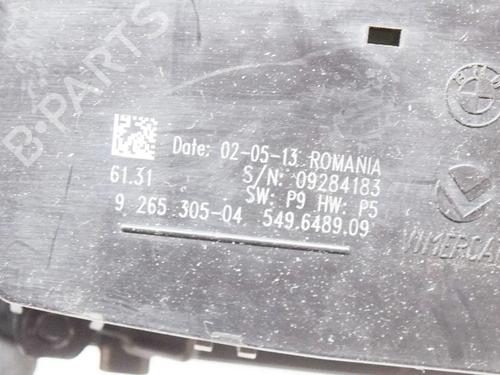 B-PARTS
BMW
Date: 02-05-13 ROMANIA
61.31 S/N: 09284183
SW: P9 HW: P5
9 265 305-04 549.6489.09